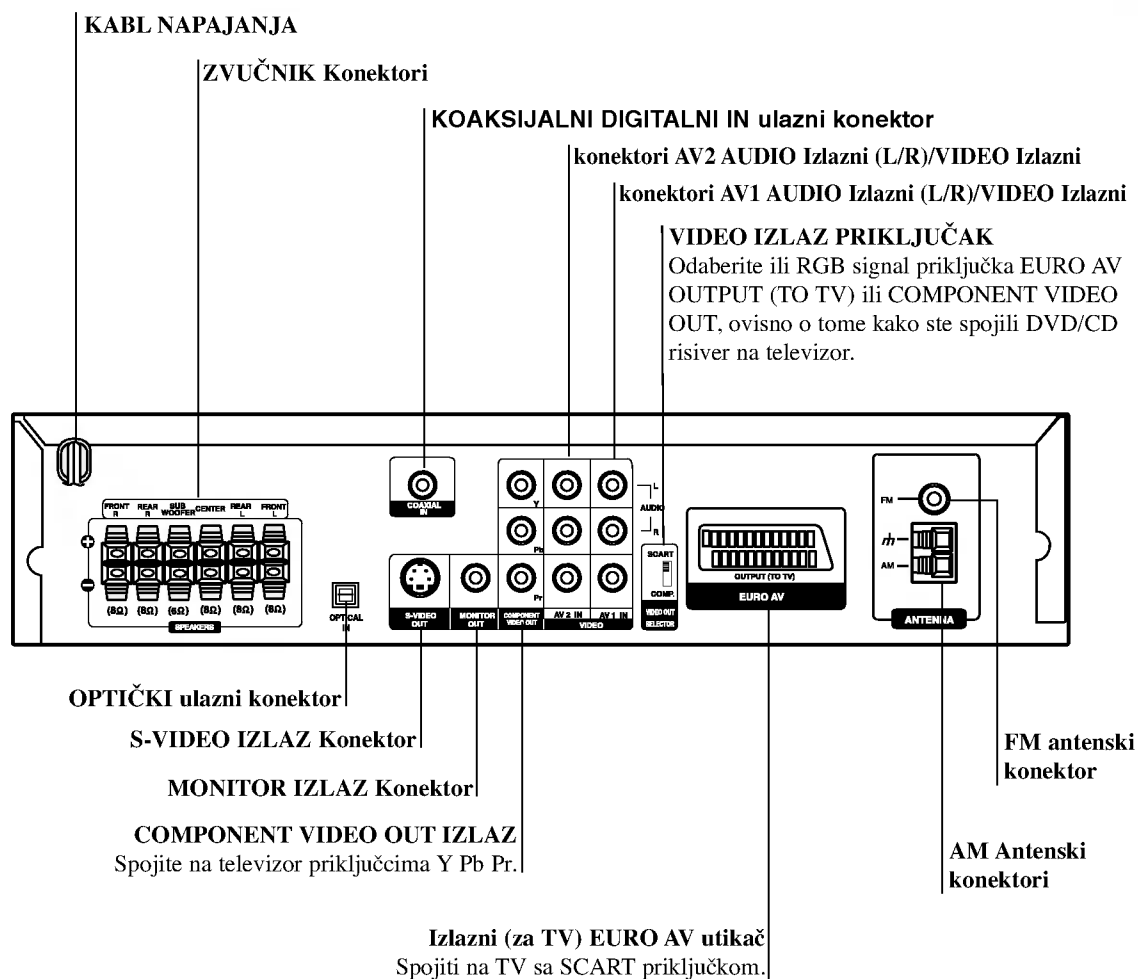 KABL NAPAJANJA
ZVUČNIK Konektori
KOAKSIJALNI DIGITALNI IN ulazni konektor
konektori AV2 AUDIO Izlazni (L/R)/VIDEO Izlazni
konektori AV1 AUDIO Izlazni (L/R)/VIDEO Izlazni
VIDEO IZLAZ PRIKLJUČAK
Odaberite ili RGB signal priključka EURO AV
OUTPUT (TO TV) ili COMPONENT VIDEO
OUT, ovisno o tome kako ste spojili DVD/CD
risiver na televizor.
FRONT R
REAR R
SUB WOOFER
CENTER
REAR L
FRONT L
(8Ω) (8Ω) (6Ω) (8Ω) (8Ω) (8Ω)
SPEAKERS
OPTICAL IN
COAXIAL IN
S-VIDEO OUT
MONITOR OUT
Y
Pb
Pr
COMPONENT VIDEO OUT
AV 2 IN
AV 1 IN
VIDEO
L
AUDIO
R
SCART
COMP.
VIDEO OUT SELECTOR
OUTPUT (TO TV)
EURO AV
FM
AM
ANTENNA
OPTIČKI ulazni konektor
S-VIDEO IZLAZ Konektor
MONITOR IZLAZ Konektor
COMPONENT VIDEO OUT IZLAZ
Spojite na televizor priključcima Y Pb Pr.
Izlazni (za TV) EURO AV utikač
Spojiti na TV sa SCART priključkom.
FM antenski
konektor
AM Antenski
konektori